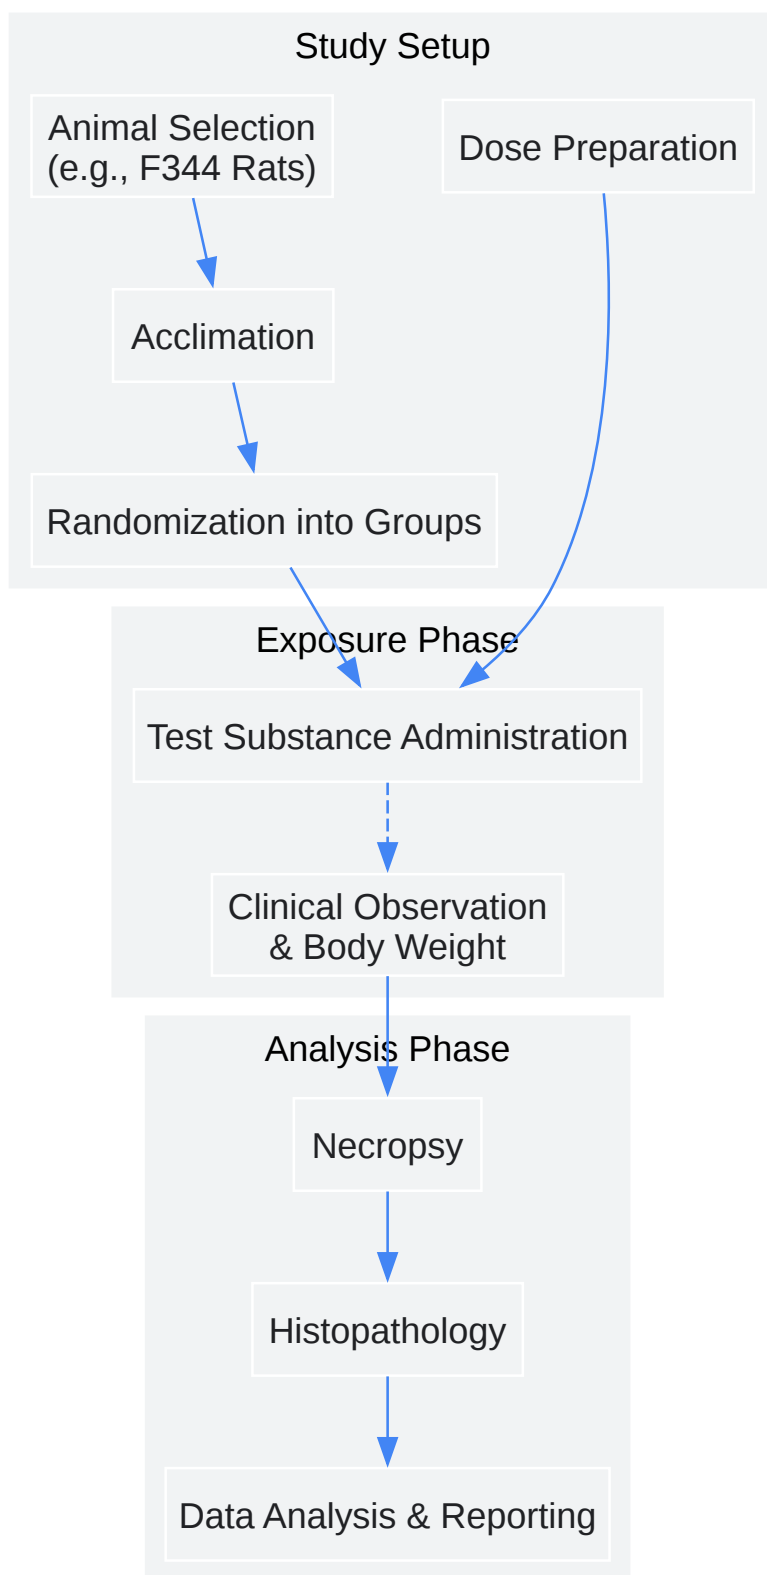 Study Setup
Animal Selection
(e.g., F344 Rats)
Dose Preparation
Acclimation
Randomization into Groups
Exposure Phase
Test Substance Administration
Clinical Observation
& Body Weight
Analysis Phase
Necropsy
Histopathology
Data Analysis & Reporting